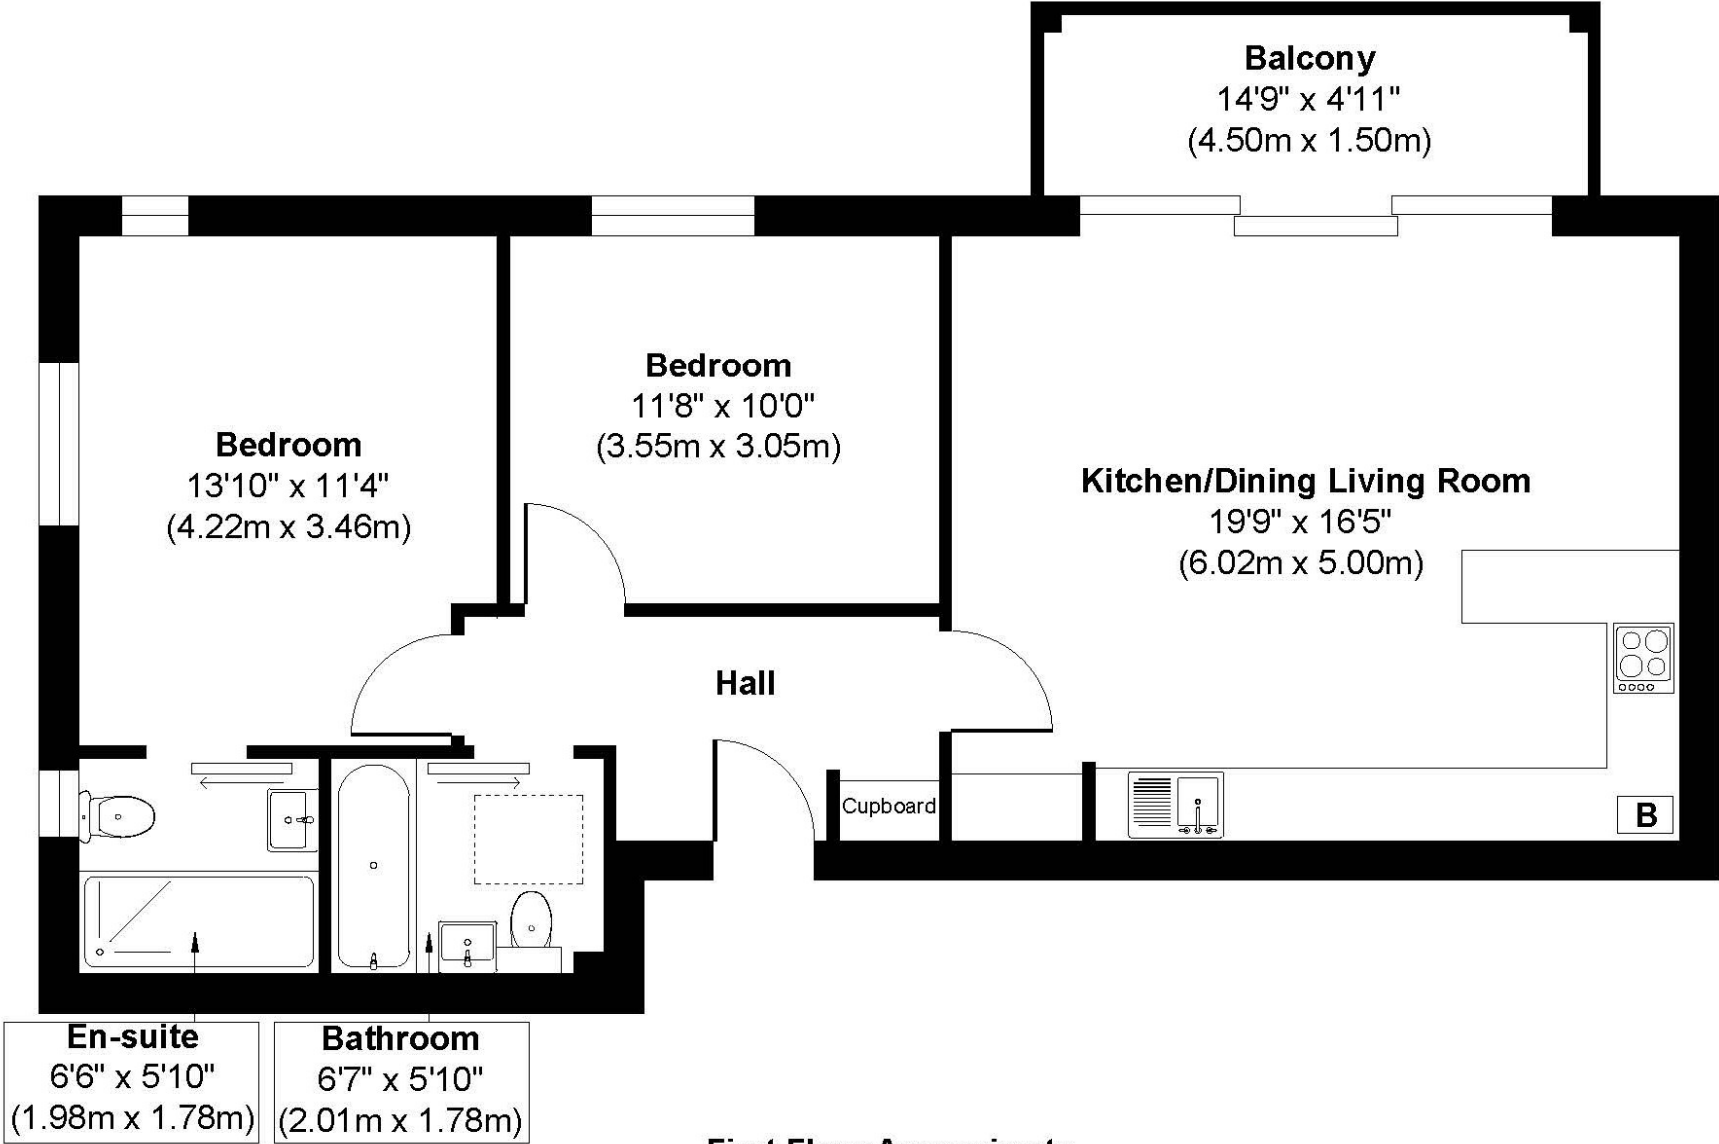 Balcony
14'9" x 4'11"
(4.50m x 1.50m)
Bedroom
11'8" x 10'0"
(3.55m x 3.05m)
Bedroom
13'10" x 11'4"
(4.22m x 3.46m)
Kitchen/Dining Living Room
19'9" x 16'5"
(6.02m x 5.00m)
Hall
Cupboard
B
En-suite
6'6" x 5'10"
(1.98m x 1.78m)
Bathroom
6'7" x 5'10"
(2.01m x 1.78m)
First Floor Approximate